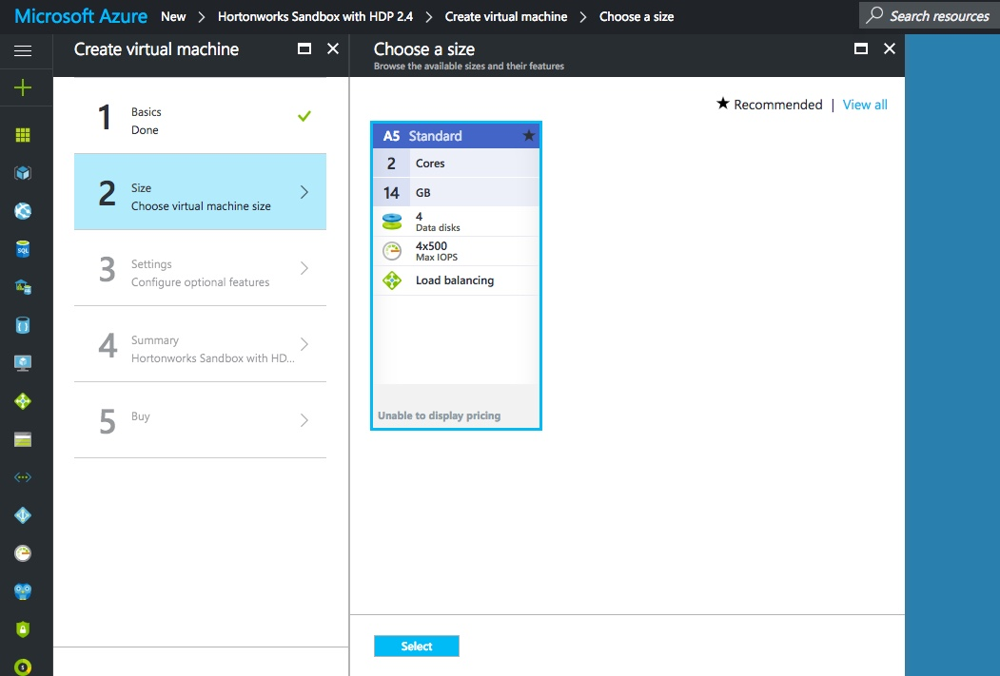 Microsoft Azure New > Hortonworks Sandbox with HDP 2.4 > Create virtual machine > Choose a size
Search resources
Create virtual machine
1
Basics
Done
2
Size
Choose virtual machine size
3
Settings
Configure optional features
4
Summary
Hortonworks Sandbox with HD...
5
Buy
Choose a size
Browse the available sizes and their features
★ Recommended | View all
A5 Standard ★
2 Cores
14 GB
4
Data disks
4x500
Max IOPS
Load balancing
Unable to display pricing
Select
SQL